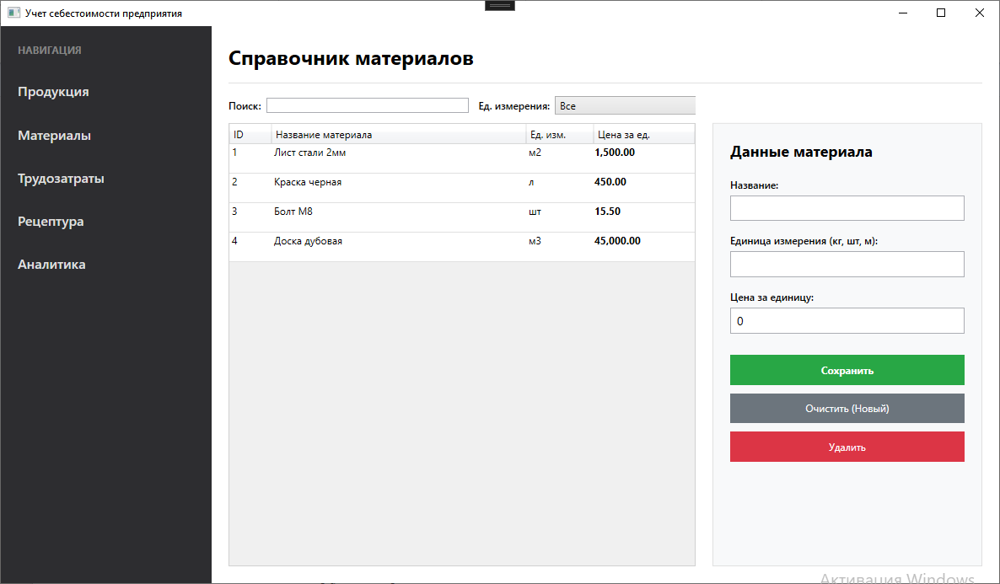 Учет себестоимости предприятия
НАВИГАЦИЯ
Продукция
Материалы
Трудозатраты
Рецептура
Аналитика
Справочник материалов
Поиск: Ед. измерения: Все
ID Название материала Ед. изм. Цена за ед.
1 Лист стали 2мм м2 1,500.00
2 Краска черная л 450.00
3 Болт М8 шт 15.50
4 Доска дубовая м3 45,000.00
Данные материала
Название:
Единица измерения (кг, шт, м):
Цена за единицу:
0
Сохранить
Очистить (Новый)
Удалить
Активация Windows